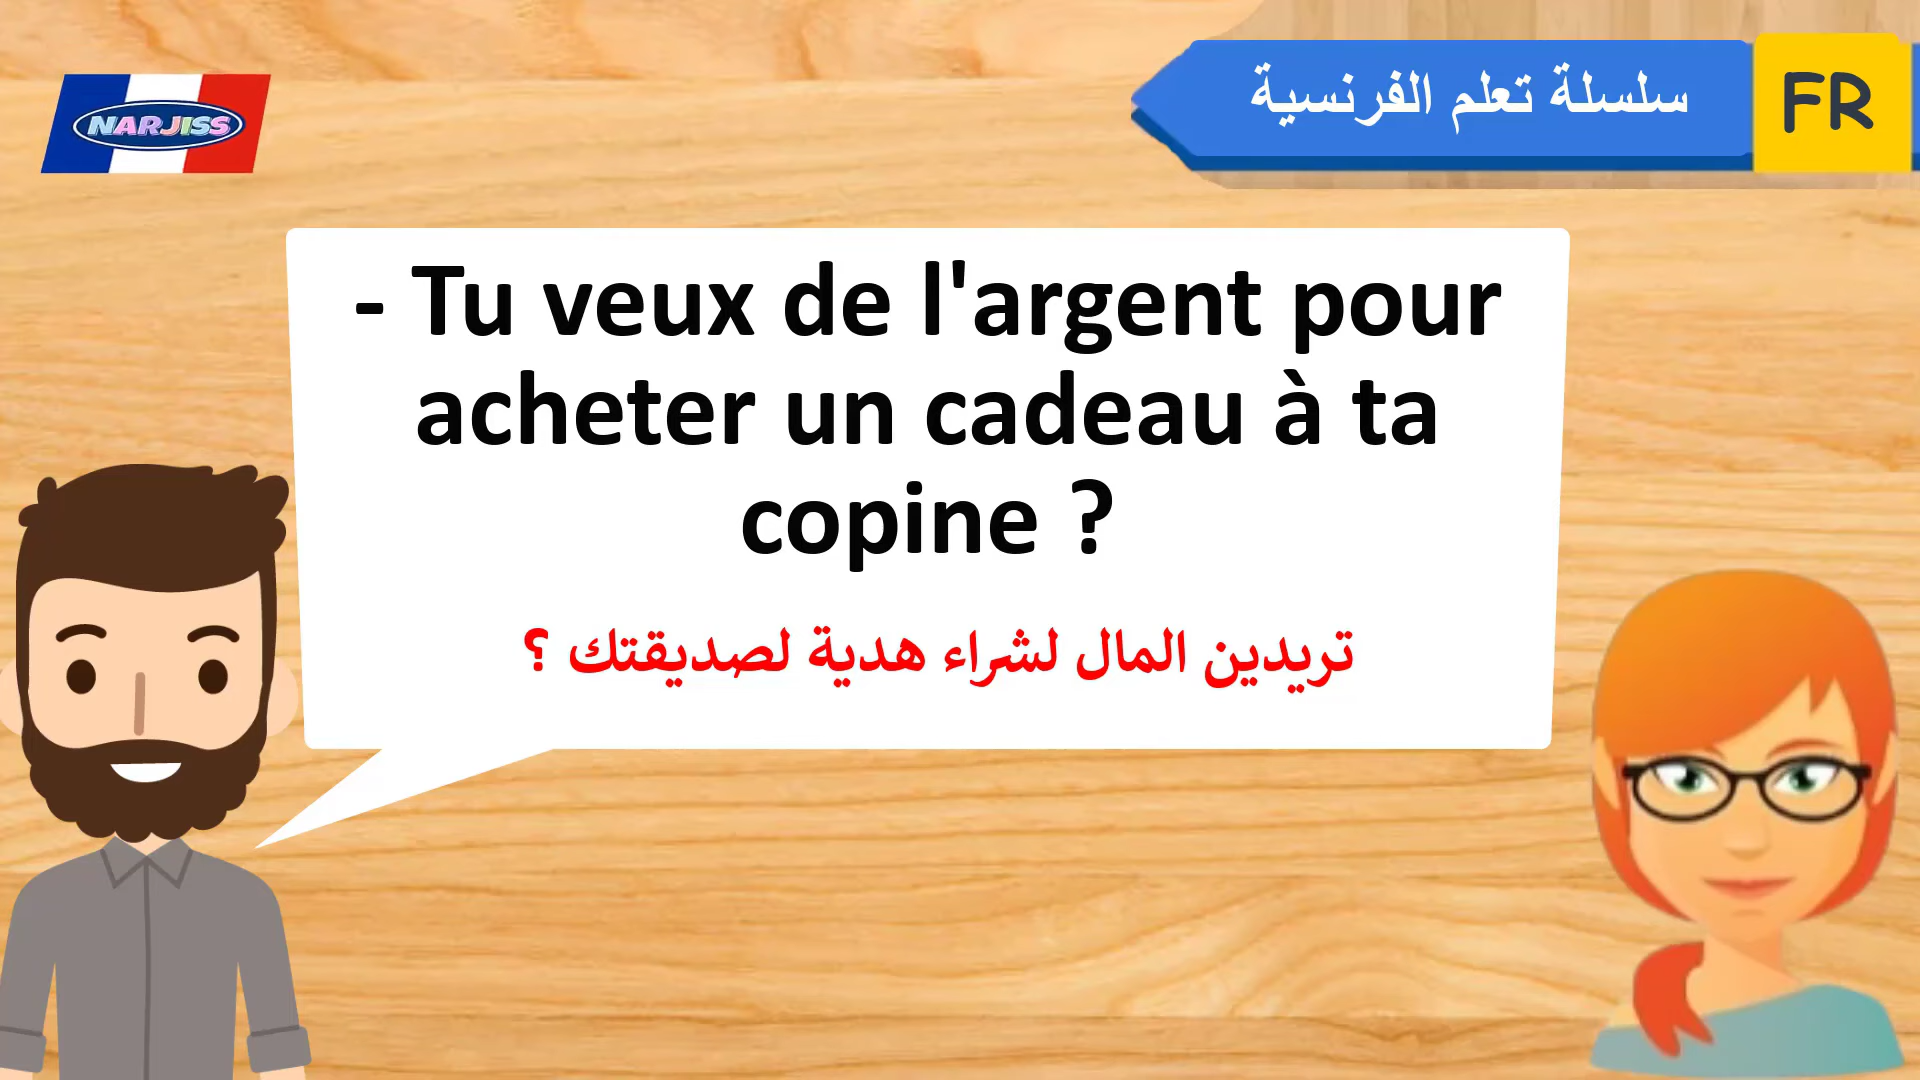 NARJISS
سلسلة تعلم الفرنسية
FR
- Tu veux de l'argent pour
acheter un cadeau à ta
copine ?
تريدين المال لشراء هدية لصديقتك ؟